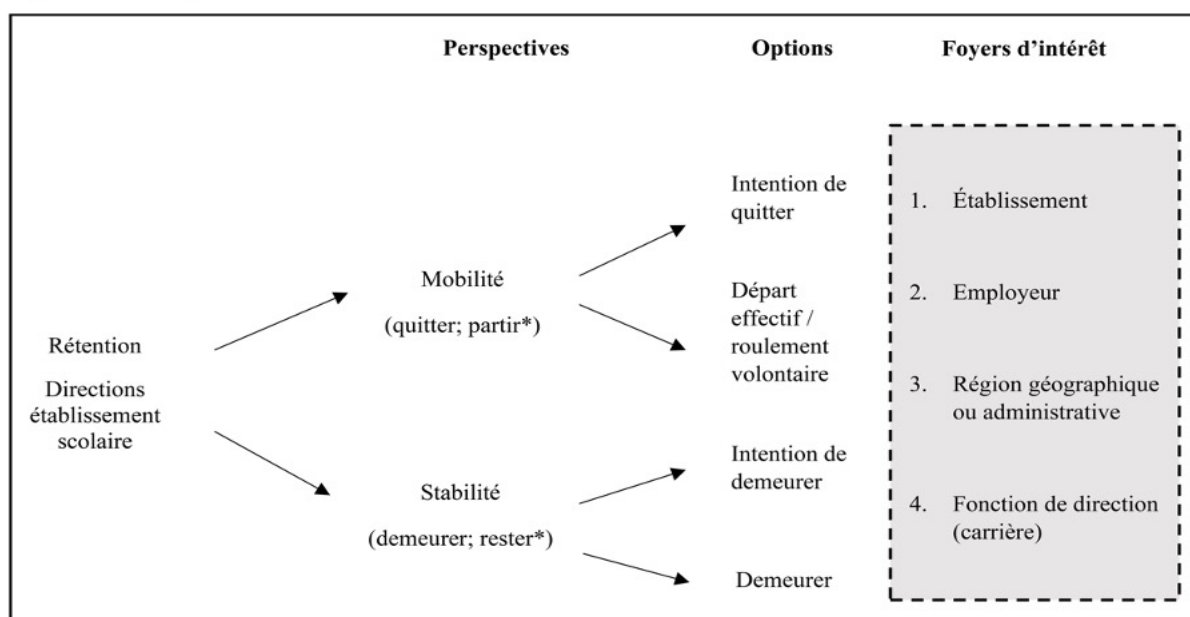 Perspectives
Options
Foyers d'intérêt
Rétention
Directions
établissement
scolaire
Mobilité
(quitter; partir*)
Stabilité
(demeurer; rester*)
Intention de
quitter
Départ
effectif /
roulement
volontaire
Intention de
demeurer
Demeurer
1. Établissement
2. Employeur
3. Région géographique
ou administrative
4. Fonction de direction
(carrière)